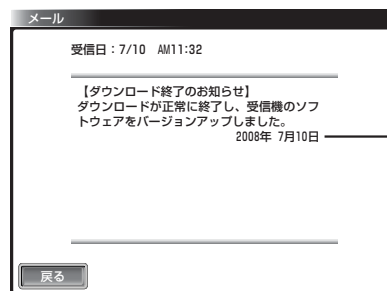 メール
受信日：7/10 AM11:32
【ダウンロード終了のお知らせ】
ダウンロードが正常に終了し、受信機のソフ
トウェアをバージョンアップしました。
2008年 7月10日
戻る